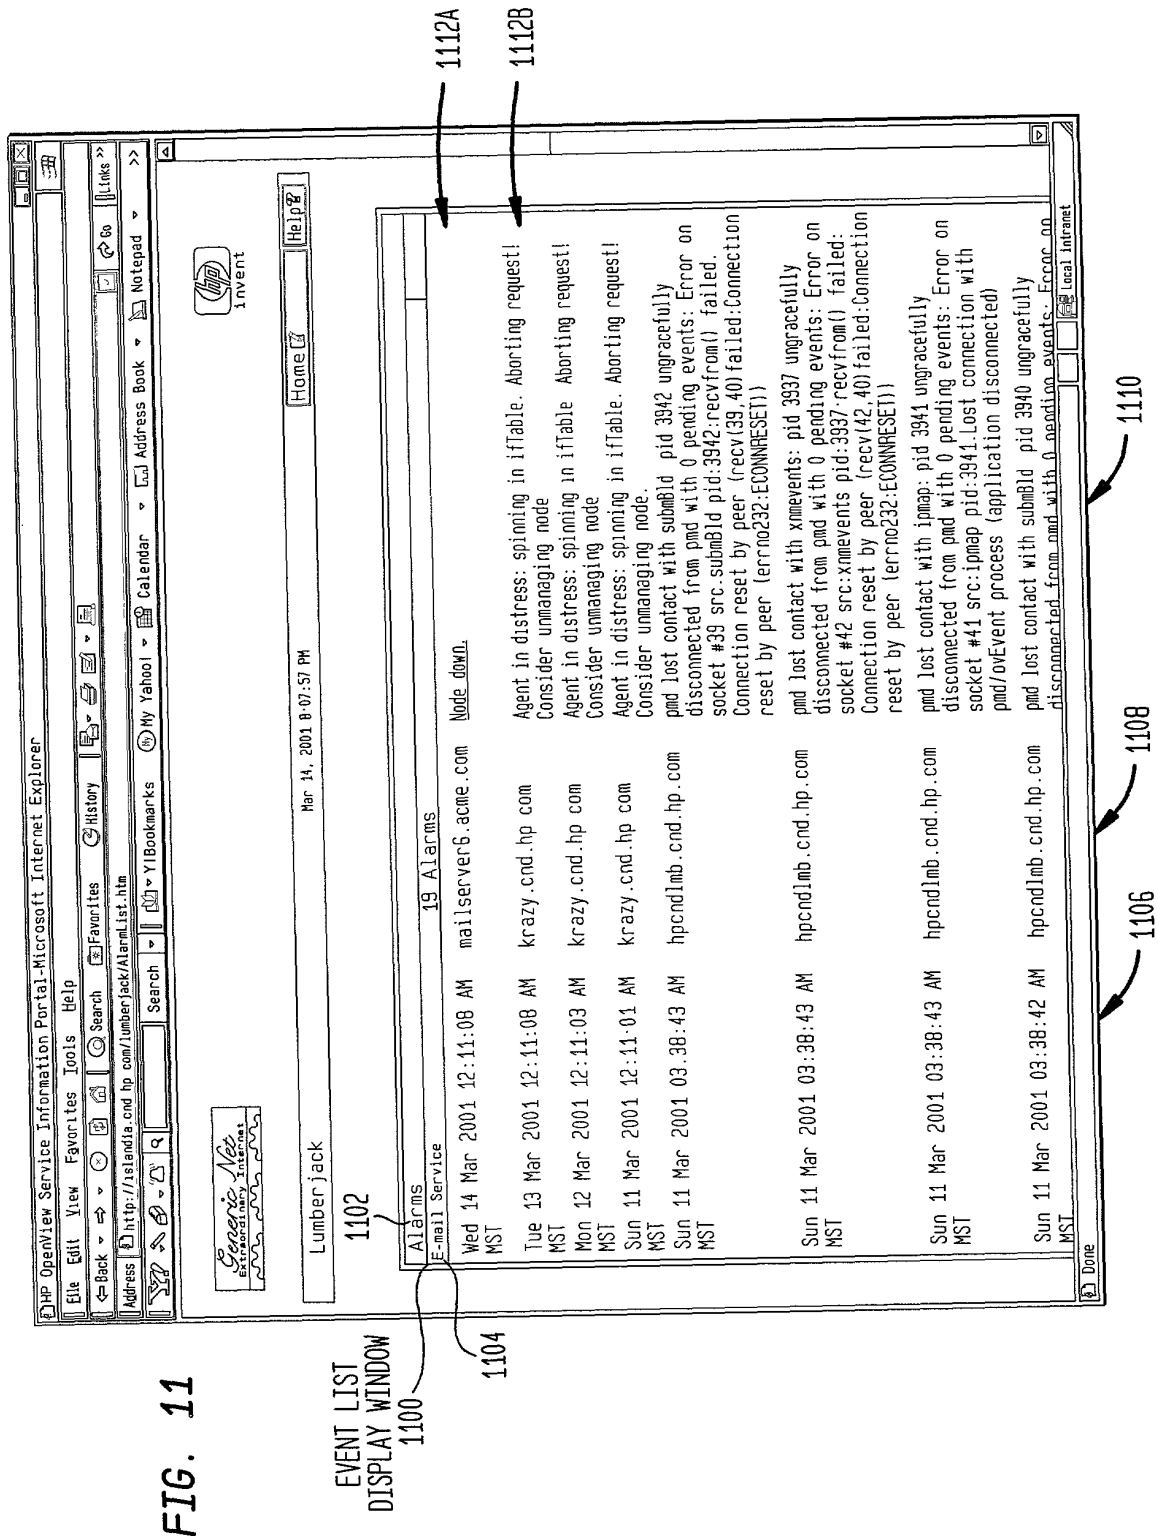 FIG. 11
HP OpenView Service Information Portal-Microsoft Internet Explorer
File Edit View Favorites Tools Help
Back Search Favorites History
Address http://islandia.cnd hp com/lumberjack/AlarmList.htm Go Links >>
Search Y!Bookmarks My Yahoo! Calendar Address Book Notepad >>
Generic Net
Extraordinary Internet
hp
invent
Lumberjack Mar 14, 2001 8:07:57 PM Home Help
EVENT LIST
DISPLAY WINDOW
1100
1102
1104
Alarms
E-mail Service 19 Alarms
1112A
1112B
Wed 14 Mar 2001 12:11:08 AM mailserver6.acme.com Node down.
MST
Tue 13 Mar 2001 12:11:08 AM krazy.cnd.hp com Agent in distress: spinning in ifTable. Aborting request!
MST Consider unmanaging node
Mon 12 Mar 2001 12:11:03 AM krazy.cnd.hp com Agent in distress: spinning in ifTable Aborting request!
MST Consider unmanaging node
Sun 11 Mar 2001 12:11:01 AM krazy.cnd.hp com Agent in distress: spinning in ifTable. Aborting request!
MST Consider unmanaging node.
Sun 11 Mar 2001 03.38:43 AM hpcndlmb.cnd.hp.com pmd lost contact with submBld pid 3942 ungracefully
MST disconnected from pmd with 0 pending events: Error on
socket #39 src.submBld pid:3942:recvfrom() failed.
Connection reset by peer (recv(39,40)failed:Connection
reset by peer (errno232:ECONNRESET))
Sun 11 Mar 2001 03:38:43 AM hpcndlmb.cnd.hp.com pmd lost contact with xnmevents: pid 3937 ungracefully
MST disconnected from pmd with 0 pending events: Error on
socket #42 src:xnmevents pid:3937:recvfrom() failed:
Connection reset by peer (recv(42,40)failed:Connection
reset by peer (errno232:ECONNRESET))
Sun 11 Mar 2001 03:38:43 AM hpcndlmb.cnd.hp.com pmd lost contact with ipmap: pid 3941 ungracefully
MST disconnected from pmd with 0 pending events: Error on
socket #41 src:ipmap pid:3941.Lost connection with
pmd/ovEvent process (application disconnected)
Sun 11 Mar 2001 03:38:42 AM hpcndlmb.cnd.hp.com pmd lost contact with submBld pid 3940 ungracefully
MST disconnected from pmd with 0 pending events: Error on
Done Local intranet
1106
1108
1110